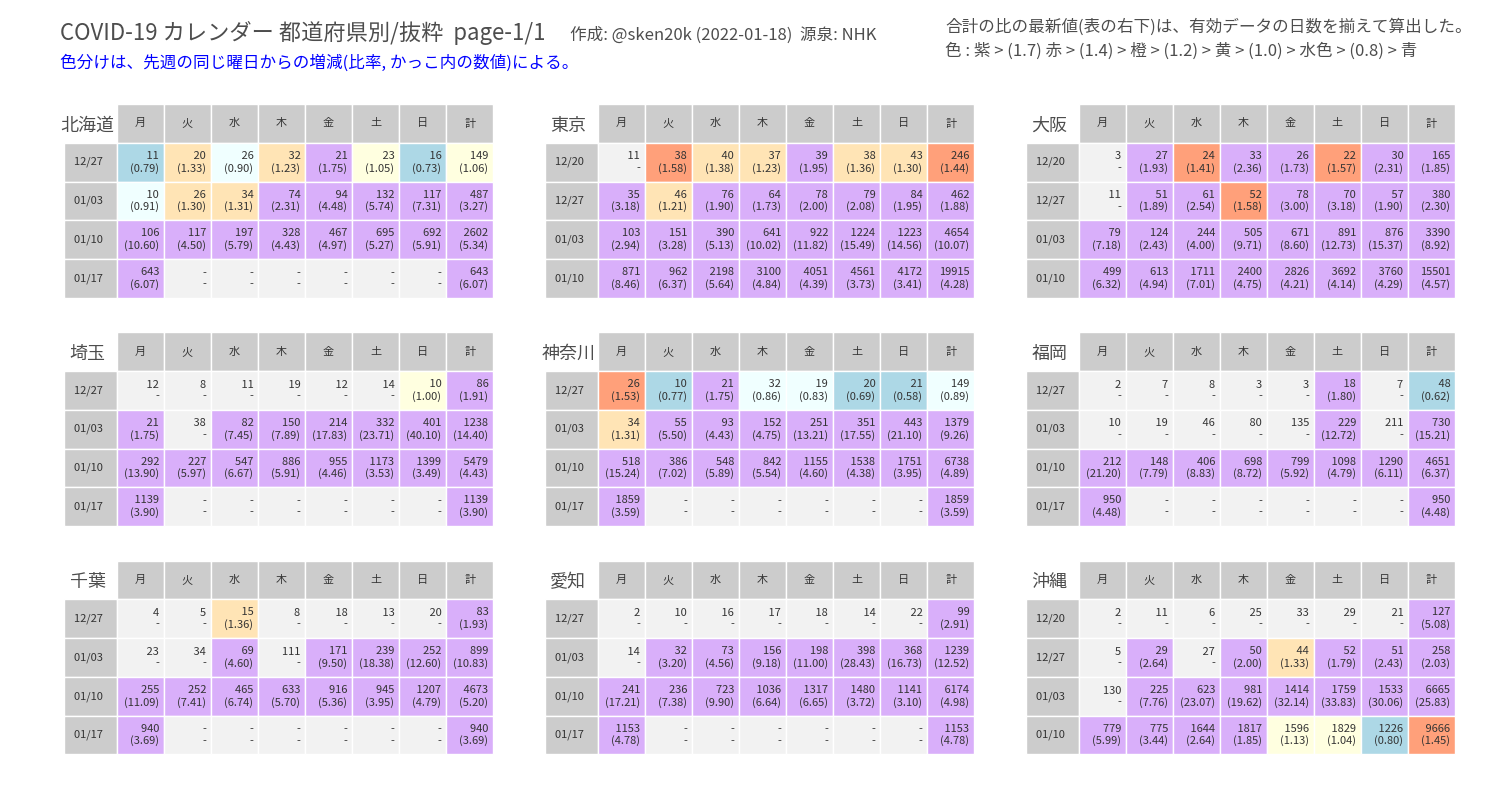 COVID-19 カレンダー 都道府県別/抜粋 page-1/1 作成: @sken20k (2022-01-18) 源泉: NHK
合計の比の最新値(表の右下)は、有効データの日数を揃えて算出した。
色分けは、先週の同じ曜日からの増減(比率, かっこ内の数値)による。
色 : 紫 > (1.7) 赤 > (1.4) 橙 > (1.2) 黄 > (1.0) > 水色 > (0.8) > 青
北海道 月 火 水 木 金 土 日 計
12/27 11 20 26 32 21 23 16 149
(0.79) (1.33) (0.90) (1.23) (1.75) (1.05) (0.73) (1.06)
01/03 10 26 34 74 94 132 117 487
(0.91) (1.30) (1.31) (2.31) (4.48) (5.74) (7.31) (3.27)
01/10 106 117 197 328 467 695 692 2602
(10.60) (4.50) (5.79) (4.43) (4.97) (5.27) (5.91) (5.34)
01/17 643 - - - - - - 643
(6.07) - - - - - - (6.07)
東京 月 火 水 木 金 土 日 計
12/20 11 38 40 37 39 38 43 246
- (1.58) (1.38) (1.23) (1.95) (1.36) (1.30) (1.44)
12/27 35 46 76 64 78 79 84 462
(3.18) (1.21) (1.90) (1.73) (2.00) (2.08) (1.95) (1.88)
01/03 103 151 390 641 922 1224 1223 4654
(2.94) (3.28) (5.13) (10.02) (11.82) (15.49) (14.56) (10.07)
01/10 871 962 2198 3100 4051 4561 4172 19915
(8.46) (6.37) (5.64) (4.84) (4.39) (3.73) (3.41) (4.28)
大阪 月 火 水 木 金 土 日 計
12/20 3 27 24 33 26 22 30 165
- (1.93) (1.41) (2.36) (1.73) (1.57) (2.31) (1.85)
12/27 11 51 61 52 78 70 57 380
- (1.89) (2.54) (1.58) (3.00) (3.18) (1.90) (2.30)
01/03 79 124 244 505 671 891 876 3390
(7.18) (2.43) (4.00) (9.71) (8.60) (12.73) (15.37) (8.92)
01/10 499 613 1711 2400 2826 3692 3760 15501
(6.32) (4.94) (7.01) (4.75) (4.21) (4.14) (4.29) (4.57)
埼玉 月 火 水 木 金 土 日 計
12/27 12 8 11 19 12 14 10 86
- - - - - - (1.00) (1.91)
01/03 21 38 82 150 214 332 401 1238
(1.75) - (7.45) (7.89) (17.83) (23.71) (40.10) (14.40)
01/10 292 227 547 886 955 1173 1399 5479
(13.90) (5.97) (6.67) (5.91) (4.46) (3.53) (3.49) (4.43)
01/17 1139 - - - - - - 1139
(3.90) - - - - - - (3.90)
神奈川 月 火 水 木 金 土 日 計
12/27 26 10 21 32 19 20 21 149
(1.53) (0.77) (1.75) (0.86) (0.83) (0.69) (0.58) (0.89)
01/03 34 55 93 152 251 351 443 1379
(1.31) (5.50) (4.43) (4.75) (13.21) (17.55) (21.10) (9.26)
01/10 518 386 548 842 1155 1538 1751 6738
(15.24) (7.02) (5.89) (5.54) (4.60) (4.38) (3.95) (4.89)
01/17 1859 - - - - - - 1859
(3.59) - - - - - - (3.59)
福岡 月 火 水 木 金 土 日 計
12/27 2 7 8 3 3 18 7 48
- - - - - (1.80) - (0.62)
01/03 10 19 46 80 135 229 211 730
- - - - - (12.72) - (15.21)
01/10 212 148 406 698 799 1098 1290 4651
(21.20) (7.79) (8.83) (8.72) (5.92) (4.79) (6.11) (6.37)
01/17 950 - - - - - - 950
(4.48) - - - - - - (4.48)
千葉 月 火 水 木 金 土 日 計
12/27 4 5 15 8 18 13 20 83
- - (1.36) - - - - (1.93)
01/03 23 34 69 111 171 239 252 899
- - (4.60) - (9.50) (18.38) (12.60) (10.83)
01/10 255 252 465 633 916 945 1207 4673
(11.09) (7.41) (6.74) (5.70) (5.36) (3.95) (4.79) (5.20)
01/17 940 - - - - - - 940
(3.69) - - - - - - (3.69)
愛知 月 火 水 木 金 土 日 計
12/27 2 10 16 17 18 14 22 99
- - - - - - - (2.91)
01/03 14 32 73 156 198 398 368 1239
- (3.20) (4.56) (9.18) (11.00) (28.43) (16.73) (12.52)
01/10 241 236 723 1036 1317 1480 1141 6174
(17.21) (7.38) (9.90) (6.64) (6.65) (3.72) (3.10) (4.98)
01/17 1153 - - - - - - 1153
(4.78) - - - - - - (4.78)
沖縄 月 火 水 木 金 土 日 計
12/20 2 11 6 25 33 29 21 127
- - - - - - - (5.08)
12/27 5 29 27 50 44 52 51 258
- (2.64) - (2.00) (1.33) (1.79) (2.43) (2.03)
01/03 130 225 623 981 1414 1759 1533 6665
- (7.76) (23.07) (19.62) (32.14) (33.83) (30.06) (25.83)
01/10 779 775 1644 1817 1596 1829 1226 9666
(5.99) (3.44) (2.64) (1.85) (1.13) (1.04) (0.80) (1.45)